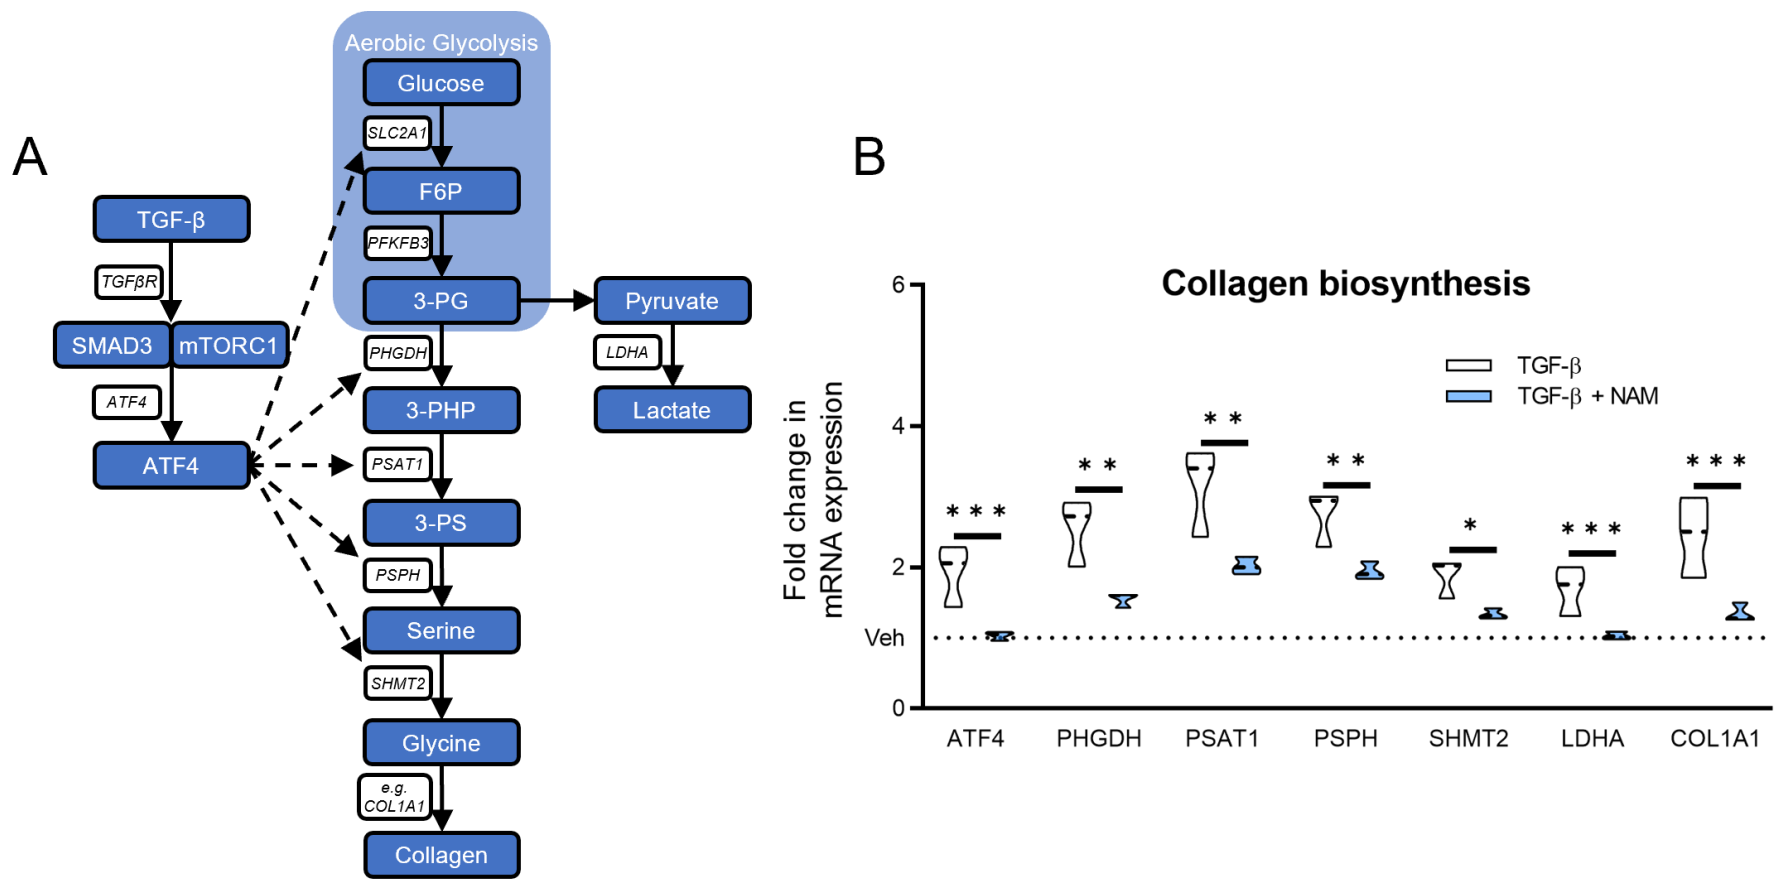 A
Aerobic Glycolysis
Glucose
SLC2A1
F6P
PFKFB3
3-PG
Pyruvate
LDHA
Lactate
TGF-β
TGFβR
SMAD3
mTORC1
ATF4
ATF4
PHGDH
3-PHP
PSAT1
3-PS
PSPH
Serine
SHMT2
Glycine
e.g.
COL1A1
Collagen
B
Collagen biosynthesis
TGF-β
TGF-β + NAM
Fold change in
mRNA expression
6
4
2
Veh
0
* * *
* *
* *
* *
*
* * *
* * *
ATF4
PHGDH
PSAT1
PSPH
SHMT2
LDHA
COL1A1